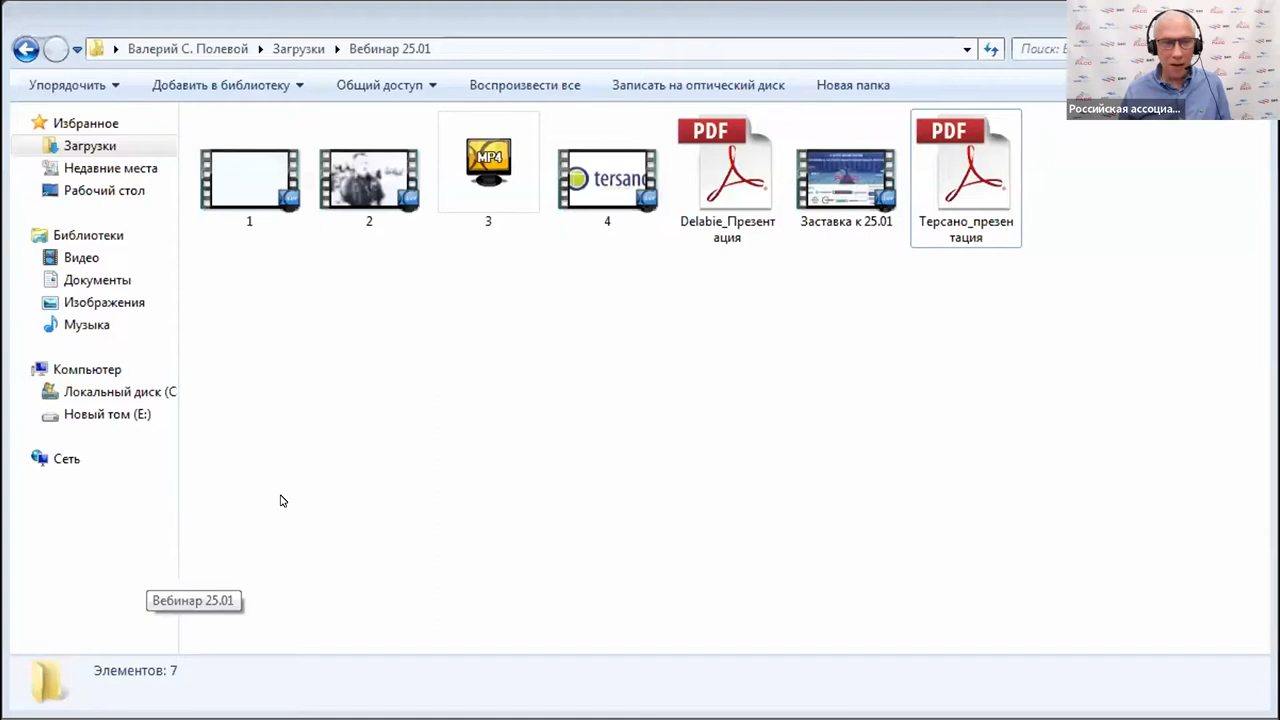 Валерий С. Полевой
Загрузки
Вебинар 25.01
Поиск:
Российская ассоциа...
Упорядочить
Добавить в библиотеку
Общий доступ
Воспроизвести все
Записать на оптический диск
Новая папка
Избранное
Загрузки
Недавние места
Рабочий стол
Библиотеки
Видео
Документы
Изображения
Музыка
Компьютер
Локальный диск (C
Новый том (E:)
Сеть
MP4
tersano
PDF
PDF
1
2
3
4
Delabie_Презент
ация
Заставка к 25.01
Терсано_презен
тация
Вебинар 25.01
Элементов: 7